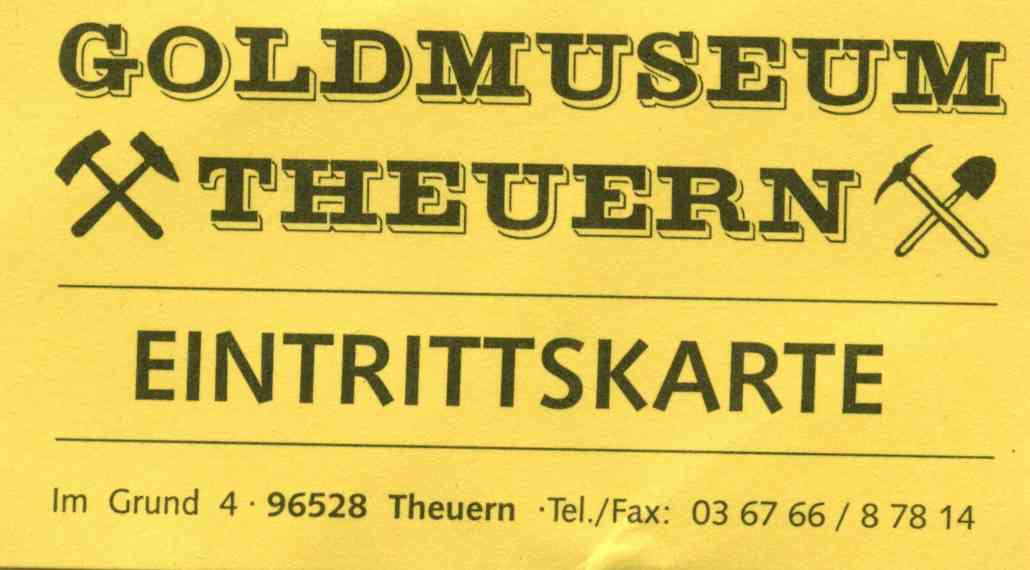 GOLDMUSEUM
THEUERN
EINTRITTSKARTE
Im Grund 4 · 96528 Theuern · Tel./Fax: 03 67 66 / 8 78 14